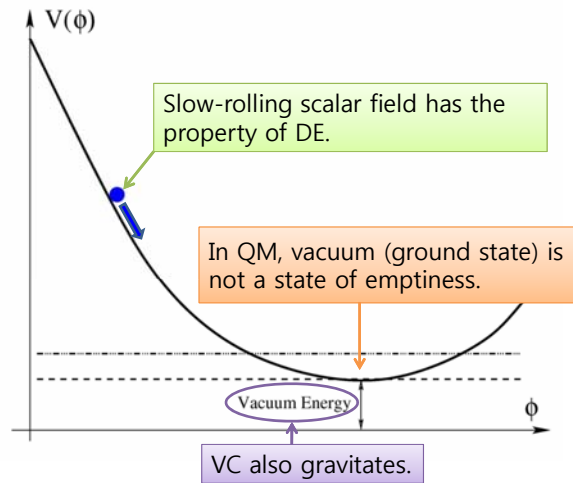 V(ϕ)
Slow-rolling scalar field has the
property of DE.
In QM, vacuum (ground state) is
not a state of emptiness.
Vacuum Energy
ϕ
VC also gravitates.